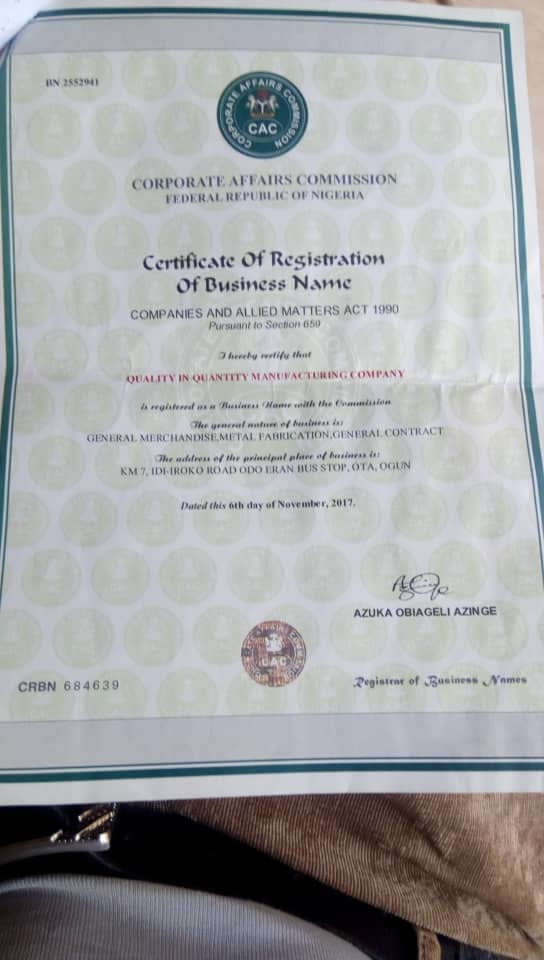 BN 2552941
CORPORATE AFFAIRS COMMISSION
CAC
CORPORATE AFFAIRS COMMISSION
FEDERAL REPUBLIC OF NIGERIA
Certificate Of Registration
Of Business Name
COMPANIES AND ALLIED MATTERS ACT 1990
Pursuant to Section 659
I hereby certify that
QUALITY IN QUANTITY MANUFACTURING COMPANY
is registered as a Business Name with the Commission
The general nature of business is:
GENERAL MERCHANDISE,METAL FABRICATION,GENERAL CONTRACT
The address of the principal place of business is:
KM 7, IDI-IROKO ROAD ODO ERAN BUS STOP, OTA, OGUN
Dated this 6th day of November, 2017.
AZUKA OBIAGELI AZINGE
CAC
CRBN 684639
Registrar of Business Names